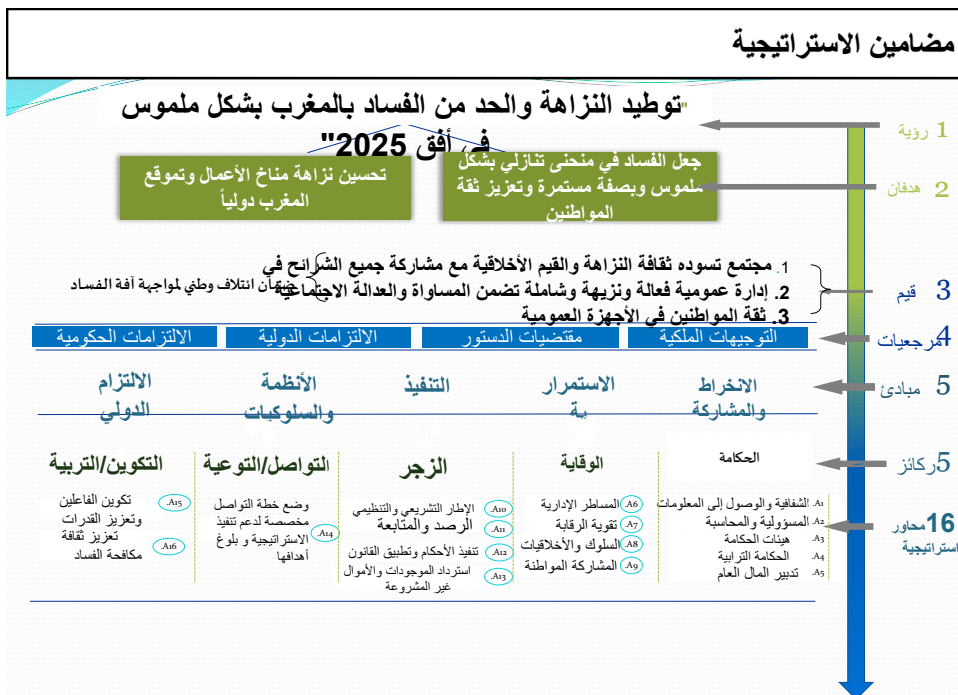 مضامين الاستراتيجية
"توطيد النزاهة والحد من الفساد بالمغرب بشكل ملموس
في أفق 2025"
1 رؤية
جعل الفساد في منحنى تنازلي بشكل
ملموس وبصفة مستمرة وتعزيز ثقة
المواطنين
تحسين نزاهة مناخ الأعمال وتموقع
المغرب دولياً
2 هدفان
1. مجتمع تسوده ثقافة النزاهة والقيم الأخلاقية مع مشاركة جميع الشرائح في
2. إدارة عمومية فعالة ونزيهة وشاملة تضمن المساواة والعدالة الاجتماعية
3. ثقة المواطنين في الأجهزة العمومية
ائتلاف وطني لمواجهة آفة الفساد
3 قيم
التوجيهات الملكية
مقتضيات الدستور
الالتزامات الدولية
الالتزامات الحكومية
4 مرجعيات
الانخراط
والمشاركة
الاستمرار
ية
التنفيذ
الأنظمة
والسلوكيات
الالتزام
الدولي
5 مبادئ
الحكامة
الوقاية
الزجر
التواصل/التوعية
التكوين/التربية
5 ركائز
A1. الشفافية والوصول إلى المعلومات
A2. المسؤولية والمحاسبة
A3. هيئات الحكامة
A4. الحكامة الترابية
A5. تدبير المال العام
A6. المساطر الإدارية
A7. تقوية الرقابة
A8. السلوك والأخلاقيات
A9. المشاركة المواطنة
A10. الإطار التشريعي والتنظيمي
A11. الرصد والمتابعة
A12. تنفيذ الأحكام وتطبيق القانون
A13. استرداد الموجودات والأموال
غير المشروعة
وضع خطة التواصل
مخصصة لدعم تنفيذ
A14. الاستراتيجية و بلوغ
أهدافها
A15. تكوين الفاعلين
وتعزيز القدرات
A16. تعزيز ثقافة
مكافحة الفساد
16 محاور
استراتيجية